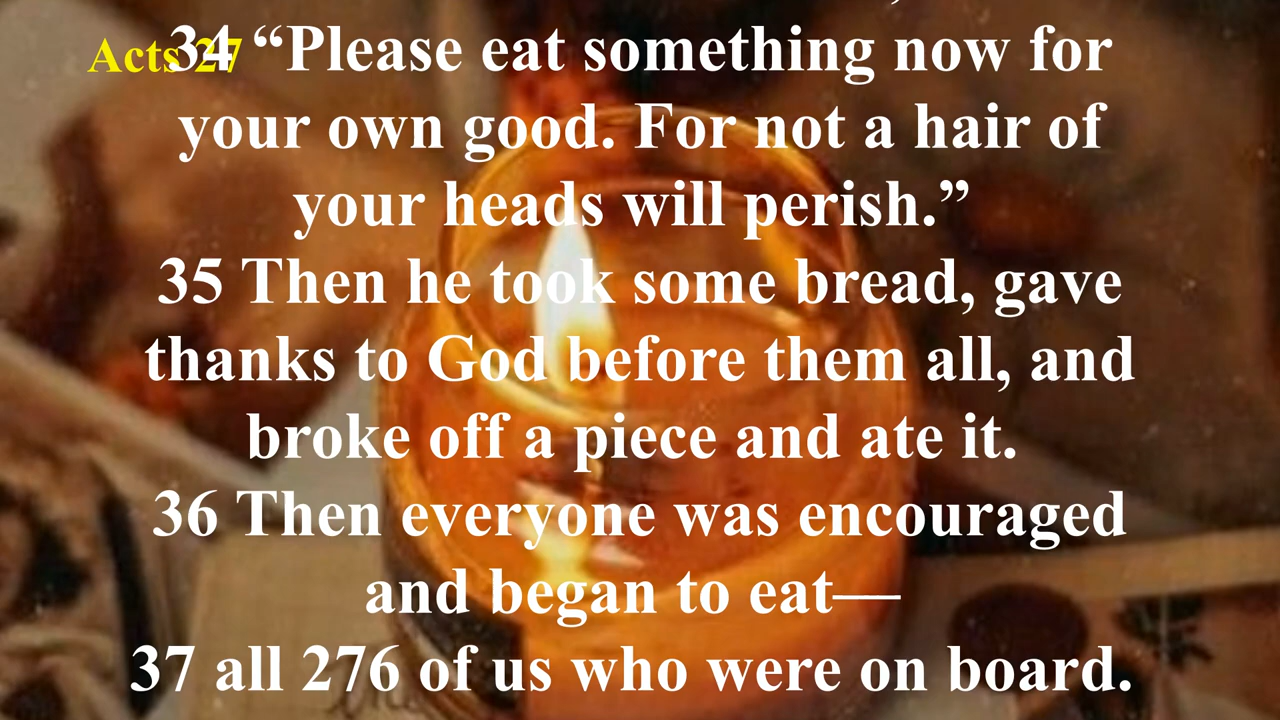 Acts 27
34 “Please eat something now for
your own good. For not a hair of
your heads will perish.”
35 Then he took some bread, gave
thanks to God before them all, and
broke off a piece and ate it.
36 Then everyone was encouraged
and began to eat—
37 all 276 of us who were on board.